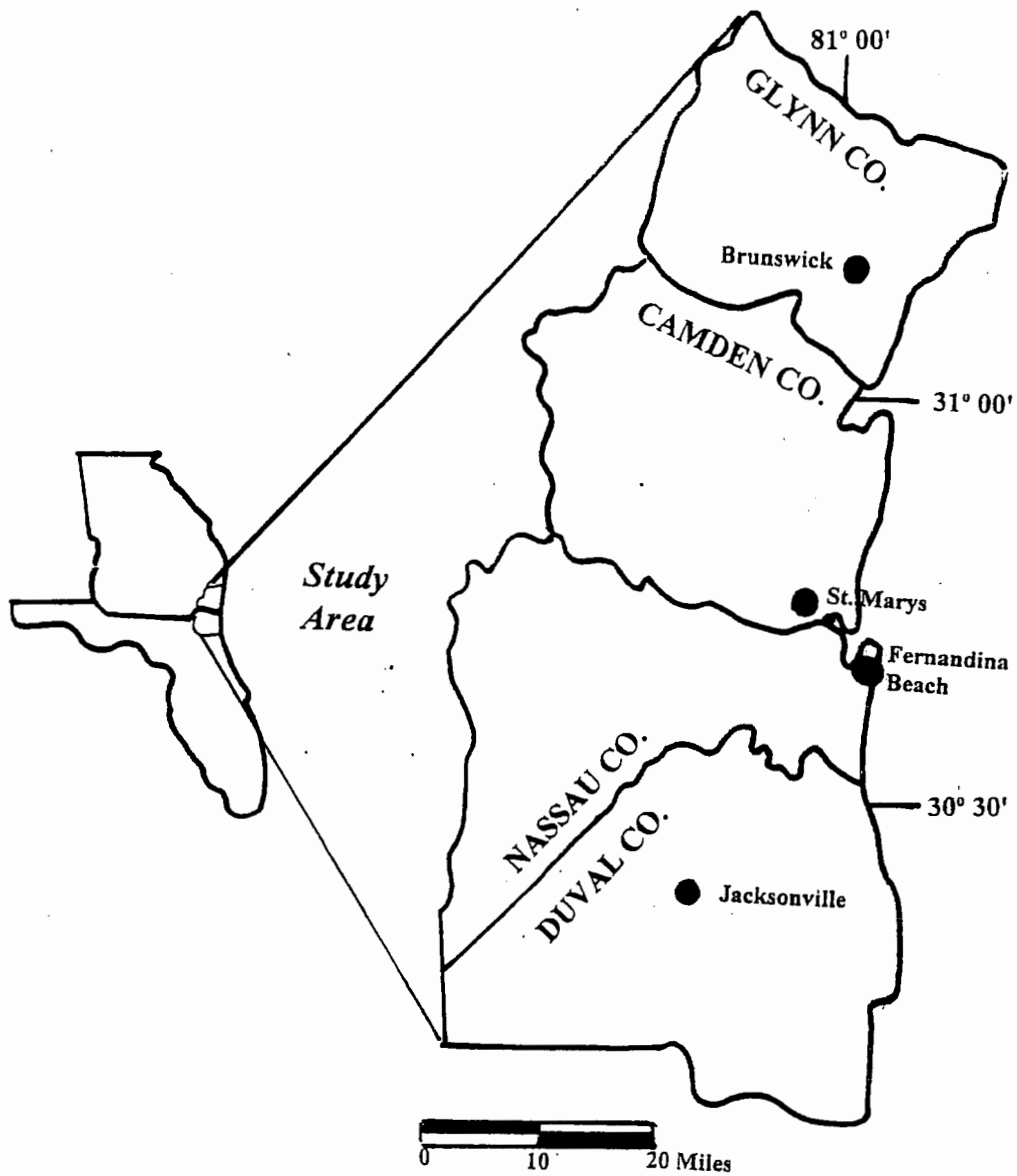 81° 00'
GLYNN CO.
Brunswick
CAMDEN CO.
31° 00'
Study
Area
St. Marys
Fernandina
Beach
NASSAU CO.
30° 30'
DUVAL CO.
Jacksonville
0 10 20 Miles